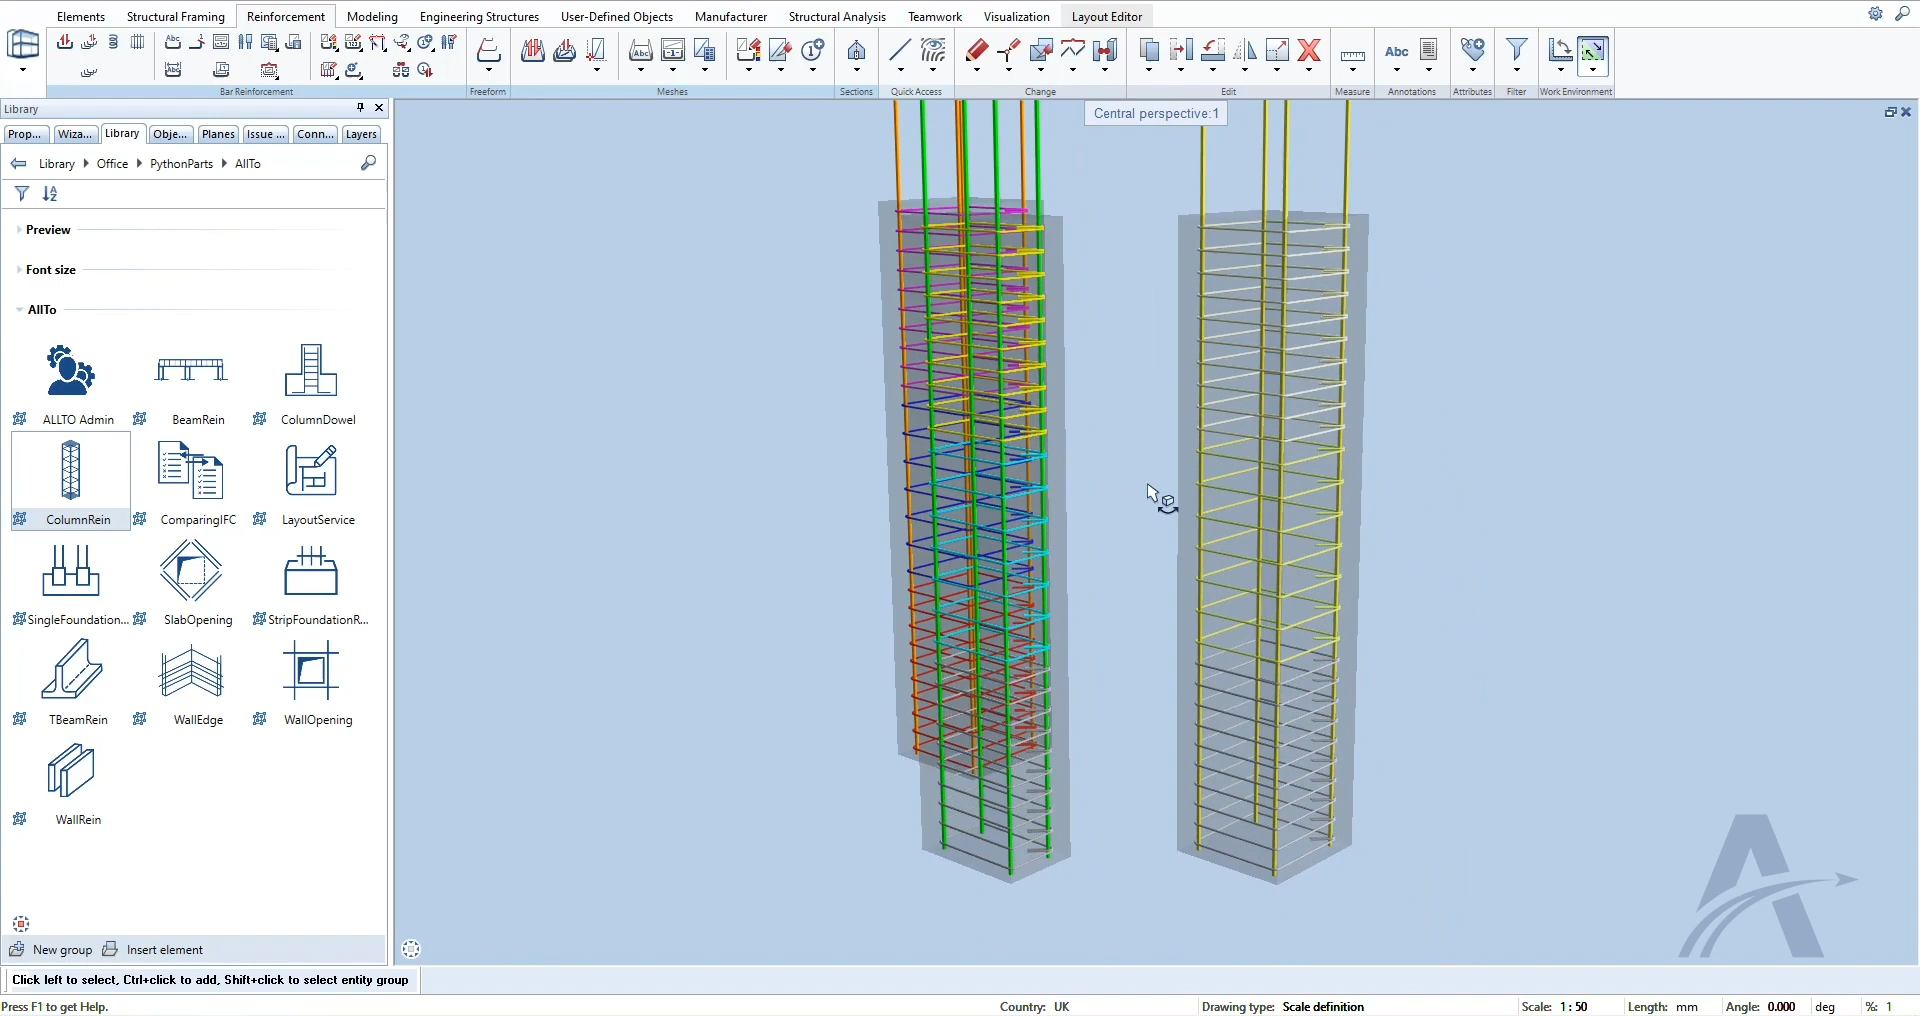 Elements Structural Framing Reinforcement Modeling Engineering Structures User-Defined Objects Manufacturer Structural Analysis Teamwork Visualization Layout Editor
Bar Reinforcement Freeform Meshes Sections Quick Access Change Edit Measure Annotations Attributes Filter Work Environment
Library
Prop... Wiza... Library Obje... Planes Issue ... Conn... Layers
Library Office PythonParts AllTo
Preview
Font size
AllTo
ALLTO Admin BeamRein ColumnDowel
ColumnRein ComparingIFC LayoutService
SingleFoundation... SlabOpening StripFoundationR...
TBeamRein WallEdge WallOpening
WallRein
New group Insert element
Central perspective:1
Click left to select, Ctrl+click to add, Shift+click to select entity group
Press F1 to get Help. Country: UK Drawing type: Scale definition Scale: 1 : 50 Length: mm Angle: 0.000 deg %: 1